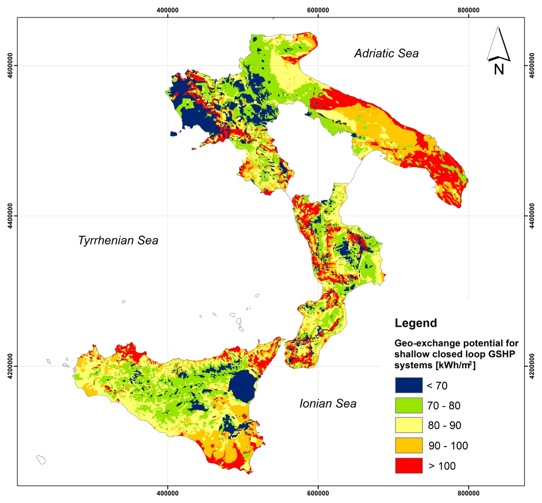 400000 600000 800000
4600000 4600000
Adriatic Sea
N
4400000 4400000
Tyrrhenian Sea
Legend
Geo-exchange potential for
shallow closed loop GSHP
systems [kWh/m²]
< 70
70 - 80
80 - 90
90 - 100
> 100
4200000 4200000
Ionian Sea
400000 600000 800000